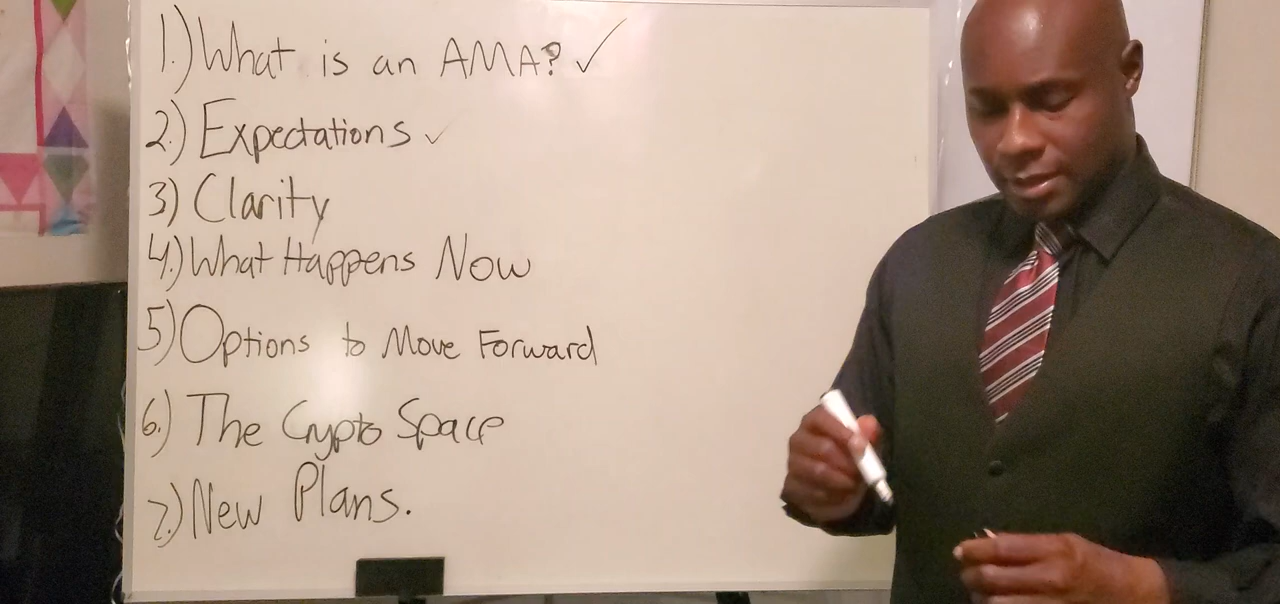 1.) What is an AMA? ✓
2.) Expectations ✓
3) Clarity
4.) What Happens Now
5) Options to Move Forward
6.) The Crypto Space
7.) New Plans.